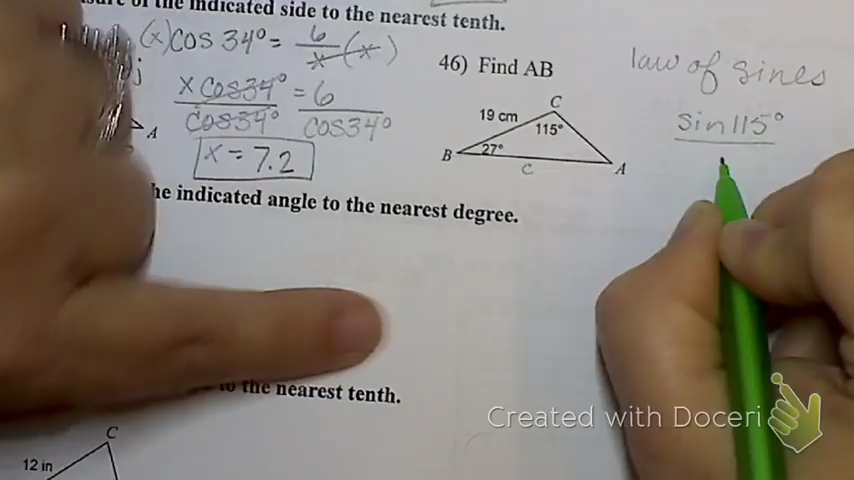 of the indicated side to the nearest tenth.
(x) cos 34° = 6/x (x)
x cos34° / cos34° = 6 / cos34°
x = 7.2
A
46) Find AB
19 cm
C
115°
B
27°
C
A
law of sines
sin 115°
he indicated angle to the nearest degree.
to the nearest tenth.
C
12 in
Created with Doceri